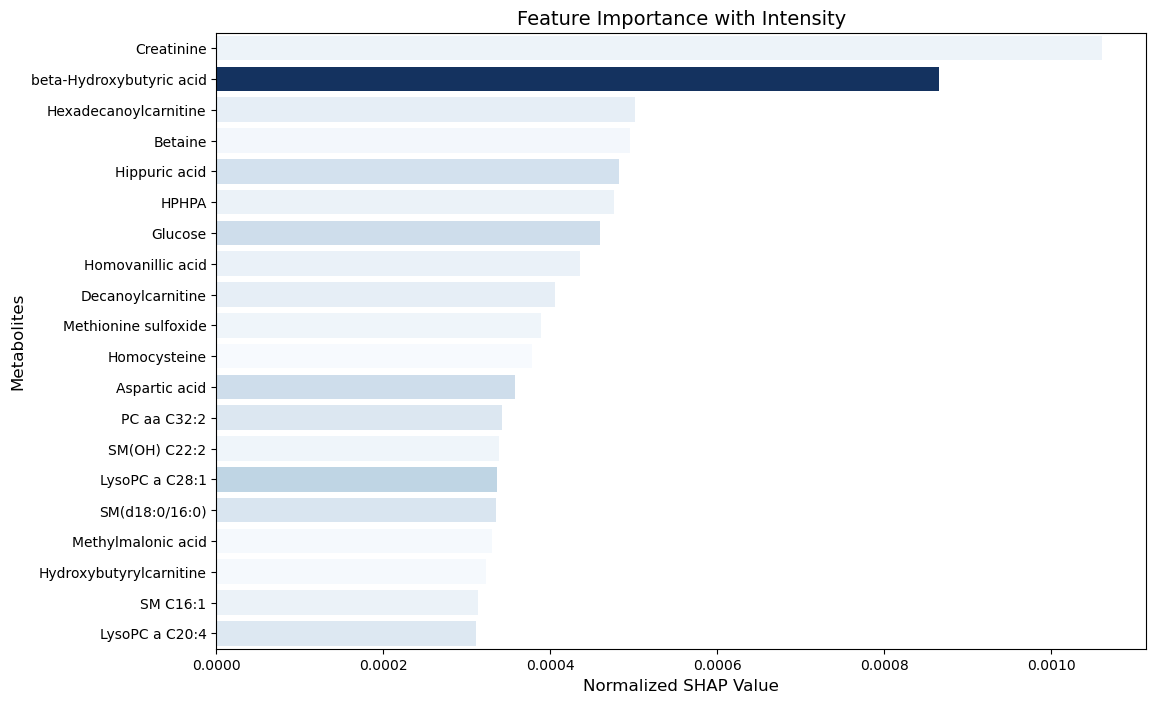 Feature Importance with Intensity
Creatinine
beta-Hydroxybutyric acid
Hexadecanoylcarnitine
Betaine
Hippuric acid
HPHPA
Glucose
Homovanillic acid
Decanoylcarnitine
Methionine sulfoxide
Homocysteine
Aspartic acid
PC aa C32:2
SM(OH) C22:2
LysoPC a C28:1
SM(d18:0/16:0)
Methylmalonic acid
Hydroxybutyrylcarnitine
SM C16:1
LysoPC a C20:4
Metabolites
0.0000 0.0002 0.0004 0.0006 0.0008 0.0010
Normalized SHAP Value